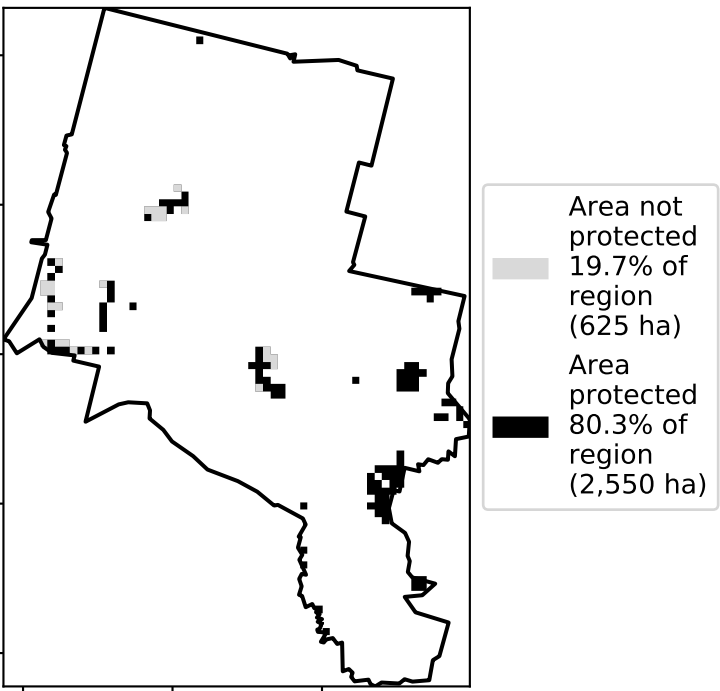 Area not
protected
19.7% of
region
(625 ha)
Area
protected
80.3% of
region
(2,550 ha)